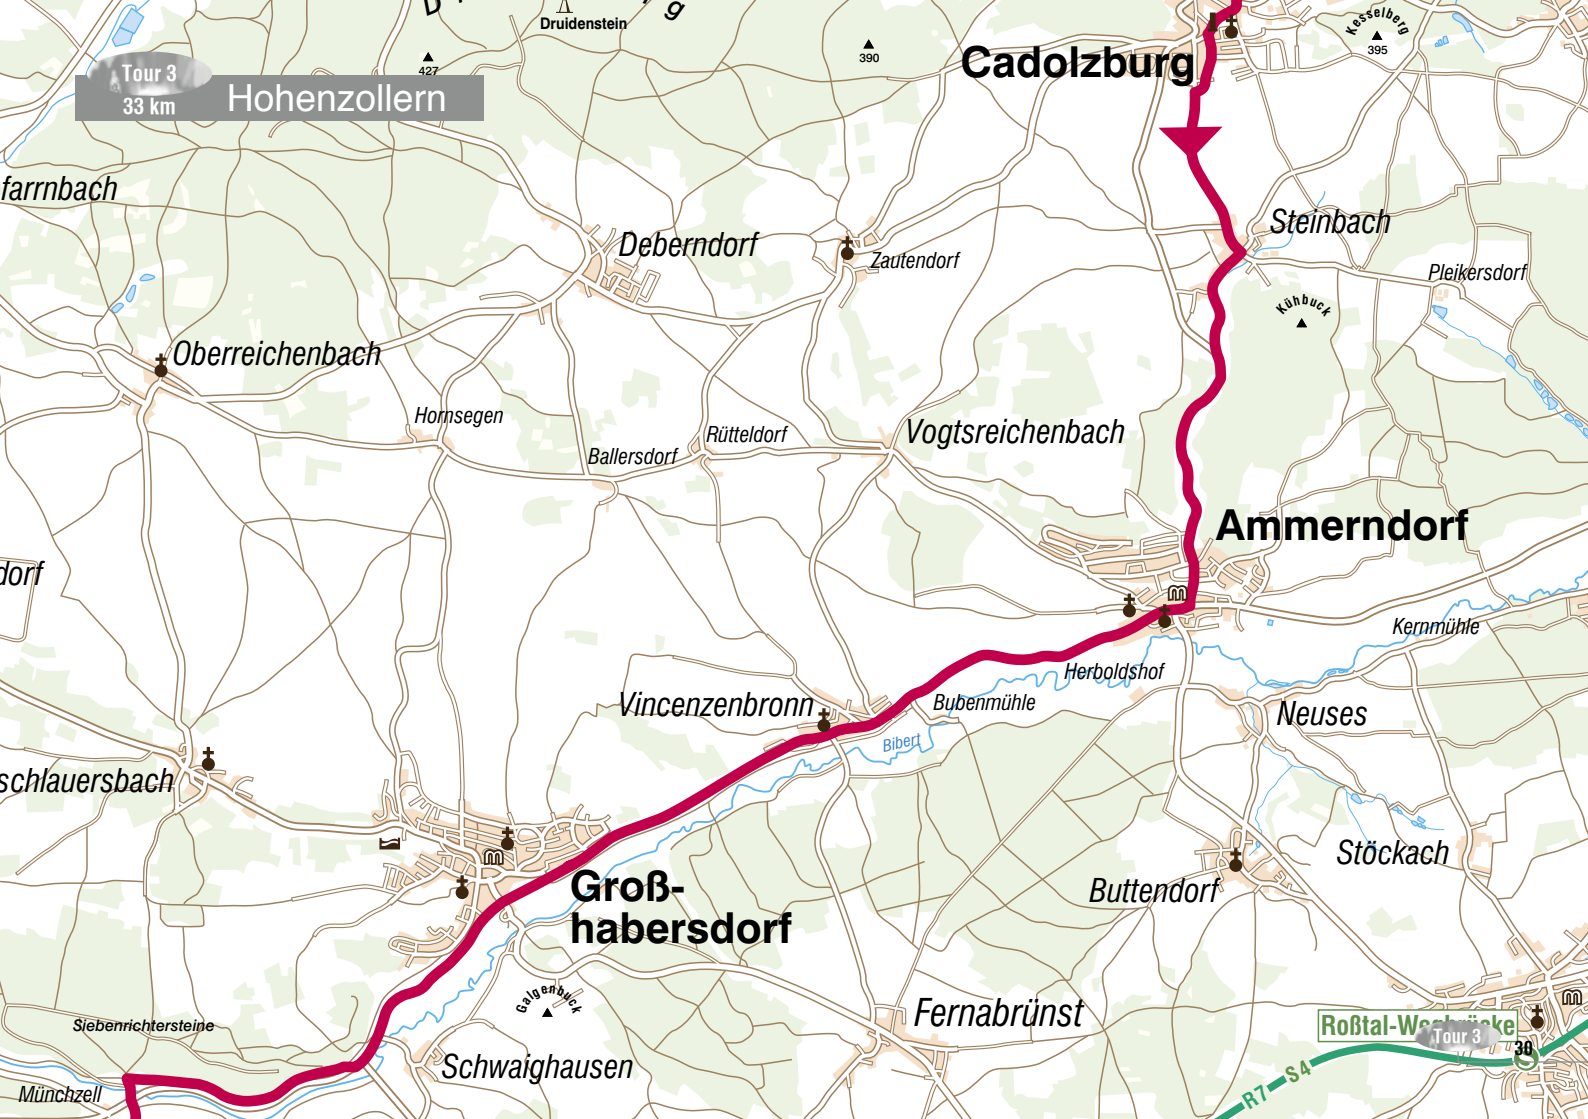 Druidenstein
427
390
Kesselberg
395
Cadolzburg
Tour 3
33 km
Hohenzollern
farrnbach
Steinbach
Deberndorf
Zautendorf
Pleikersdorf
Kühbuck
Oberreichenbach
Hornsegen
Rütteldorf
Vogtsreichenbach
Ballersdorf
Ammerndorf
dorf
Kernmühle
Herboldshof
Bubenmühle
Vincenzenbronn
Neuses
Bibert
schlauersbach
Stöckach
Buttendorf
Groß-
habersdorf
Galgenbuck
Fernabrünst
Siebenrichtersteine
Roßtal-Wegbrücke
Tour 3
30
Schwaighausen
S4
R7
Münchzell